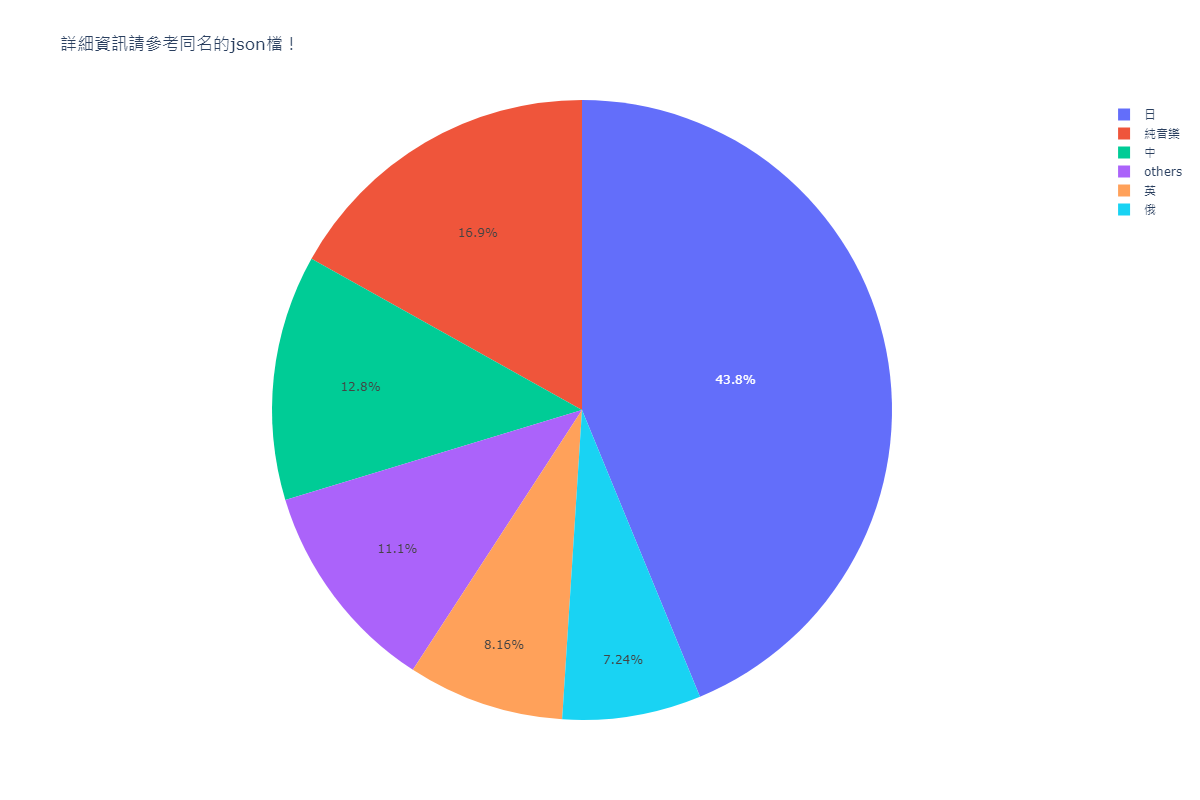 詳細資訊請參考同名的json檔！
日
純音樂
中
others
英
俄
16.9%
43.8%
12.8%
11.1%
8.16%
7.24%